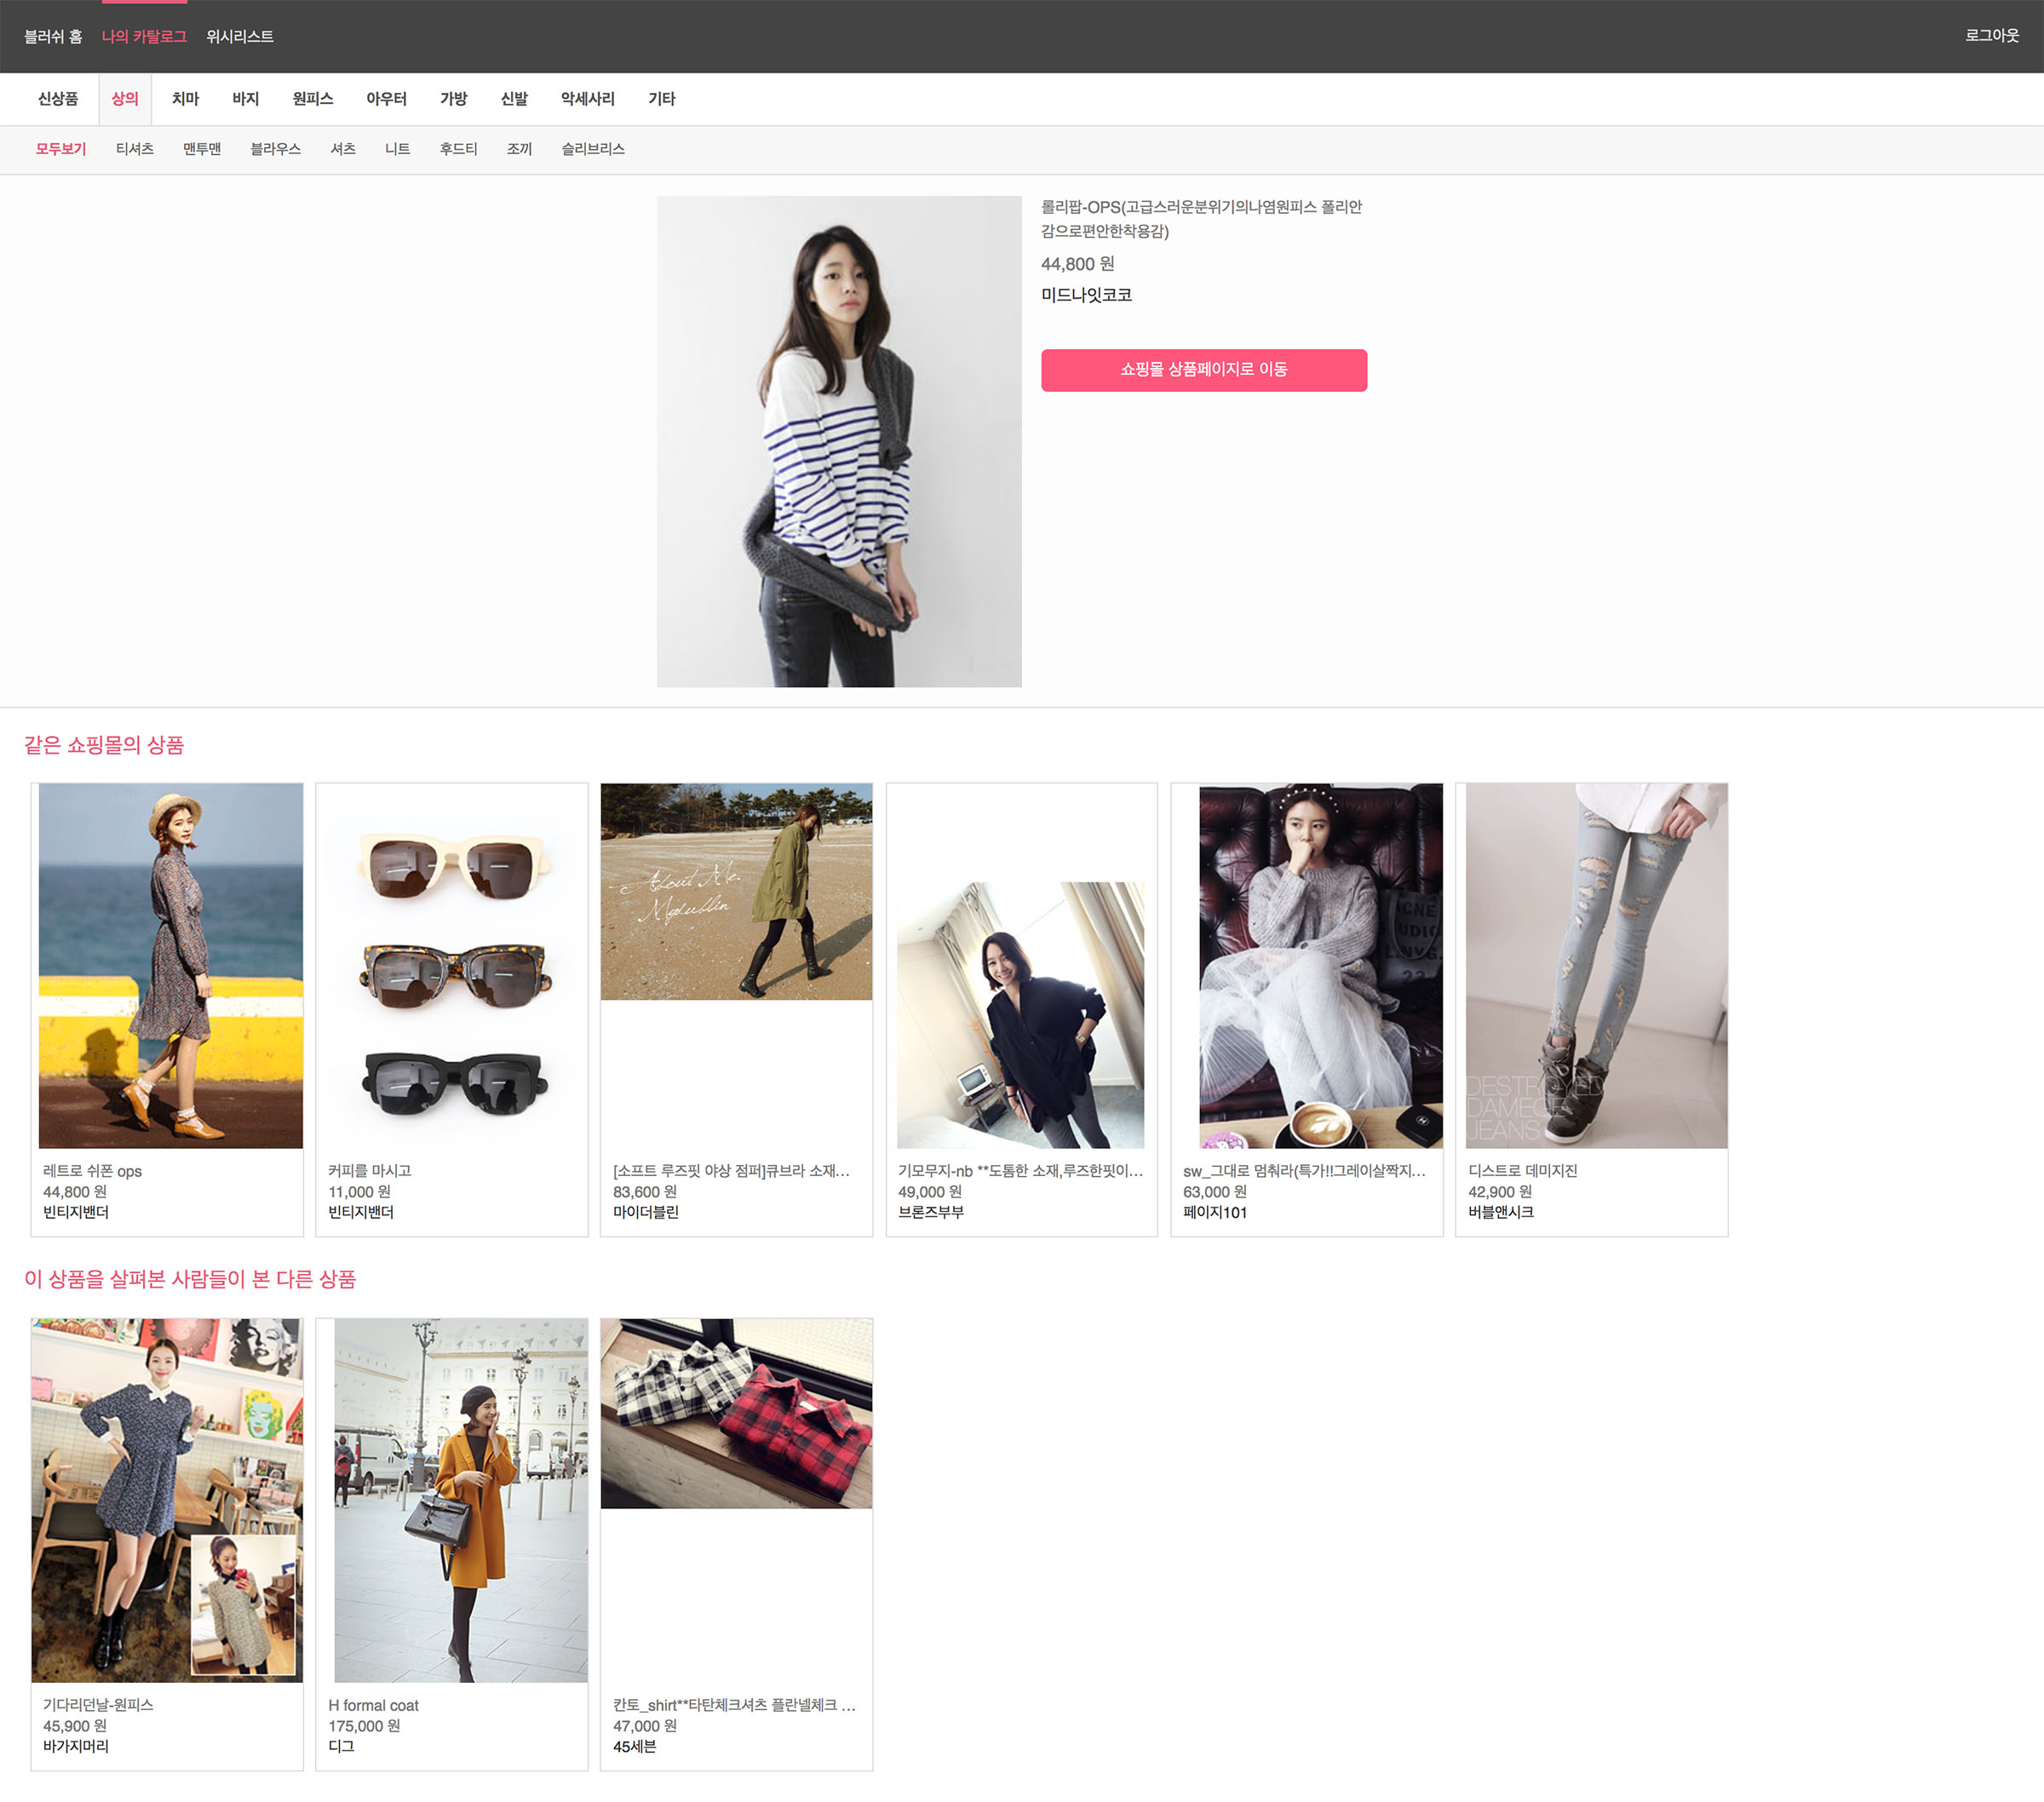 블러쉬 홈 나의 카탈로그 위시리스트 로그아웃
신상품 상의 치마 바지 원피스 아우터 가방 신발 악세사리 기타
모두보기 티셔츠 맨투맨 블라우스 셔츠 니트 후드티 조끼 슬리브리스
롤리팝-OPS(고급스러운분위기의나염원피스 폴리안
감으로편안한착용감)
44,800 원
미드나잇코코
쇼핑몰 상품페이지로 이동
같은 쇼핑몰의 상품
About Me.
Mydublin
DESTROYED
DAMEGE
JEANS
레트로 쉬폰 ops
44,800 원
빈티지밴더
커피를 마시고
11,000 원
빈티지밴더
[소프트 루즈핏 야상 점퍼]큐브라 소재...
83,600 원
마이더블린
기모무지-nb **도톰한 소재,루즈한핏이...
49,000 원
브론즈부부
sw_그대로 멈춰라(특가!!그레이살짝지...
63,000 원
페이지101
디스트로 데미지진
42,900 원
버블앤시크
이 상품을 살펴본 사람들이 본 다른 상품
기다리던날-원피스
45,900 원
바가지머리
H formal coat
175,000 원
디그
칸토_shirt**타탄체크셔츠 플란넬체크 ...
47,000 원
45세븐